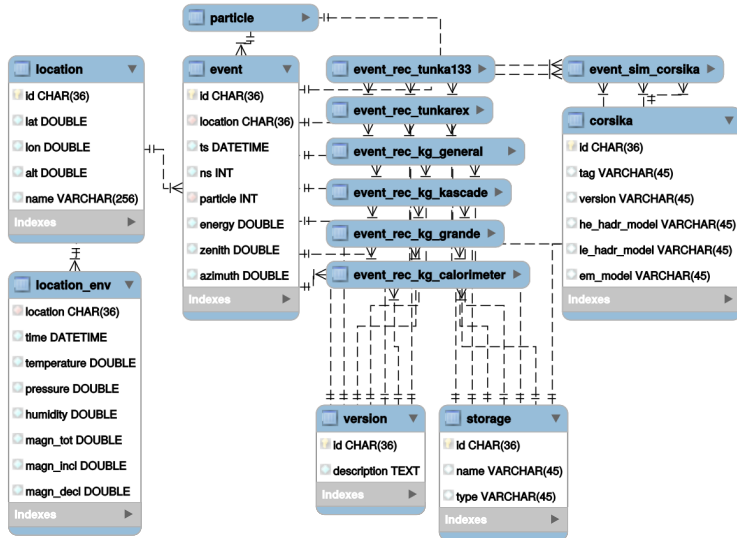 particle
location
id CHAR(36)
lat DOUBLE
lon DOUBLE
alt DOUBLE
name VARCHAR(256)
Indexes
location_env
location CHAR(36)
time DATETIME
temperature DOUBLE
pressure DOUBLE
humidity DOUBLE
magn_tot DOUBLE
magn_incl DOUBLE
magn_decl DOUBLE
Indexes
event
id CHAR(36)
location CHAR(36)
ts DATETIME
ns INT
particle INT
energy DOUBLE
zenith DOUBLE
azimuth DOUBLE
Indexes
event_rec_tunka133
event_rec_tunkarex
event_rec_kg_general
event_rec_kg_kascade
event_rec_kg_grande
event_rec_kg_calorimeter
event_sim_corsika
corsika
id CHAR(36)
tag VARCHAR(45)
version VARCHAR(45)
he_hadr_model VARCHAR(45)
le_hadr_model VARCHAR(45)
em_model VARCHAR(45)
Indexes
version
id CHAR(36)
description TEXT
Indexes
storage
id CHAR(36)
name VARCHAR(45)
type VARCHAR(45)
Indexes